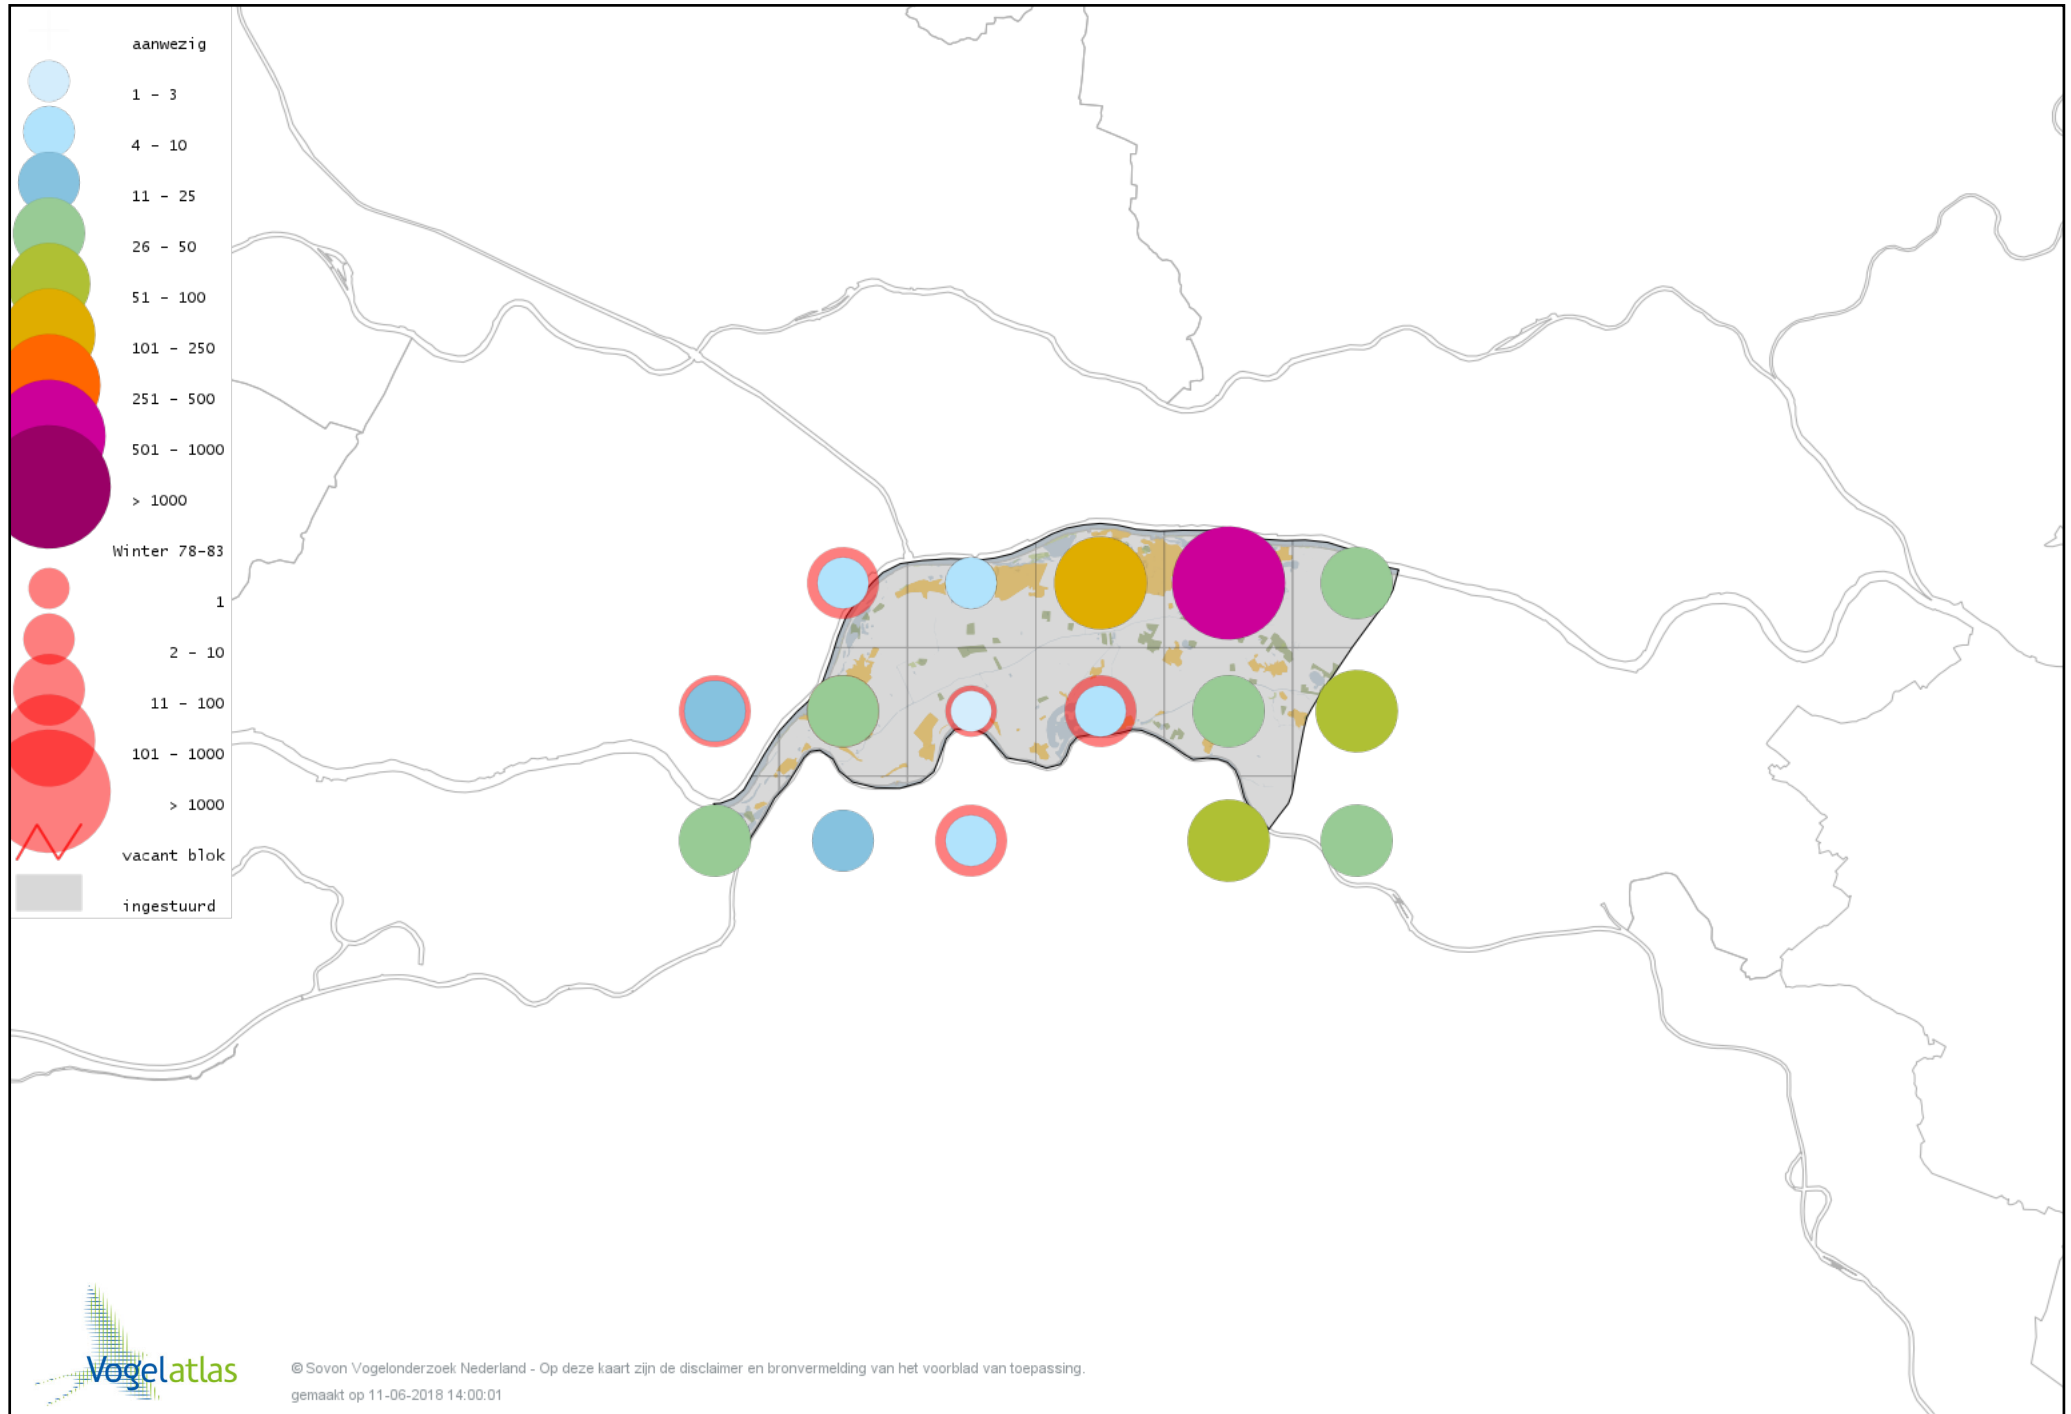 aanwezig
1 - 3
4 - 10
11 - 25
26 - 50
51 - 100
101 - 250
251 - 500
501 - 1000
> 1000
Winter 78-83
1
2 - 10
11 - 100
101 - 1000
> 1000
vacant blok
ingestuurd
Vogelatlas
© Sovon Vogelonderzoek Nederland - Op deze kaart zijn de disclaimer en bronvermelding van het voorblad van toepassing.
gemaakt op 11-06-2018 14:00:01